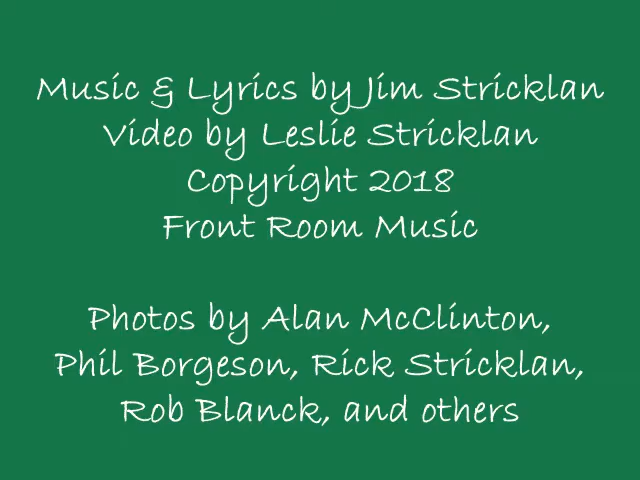 Music & Lyrics by Jim Stricklan
Video by Leslie Stricklan
Copyright 2018
Front Room Music
Photos by Alan McClinton,
Phil Borgeson, Rick Stricklan,
Rob Blanck, and others